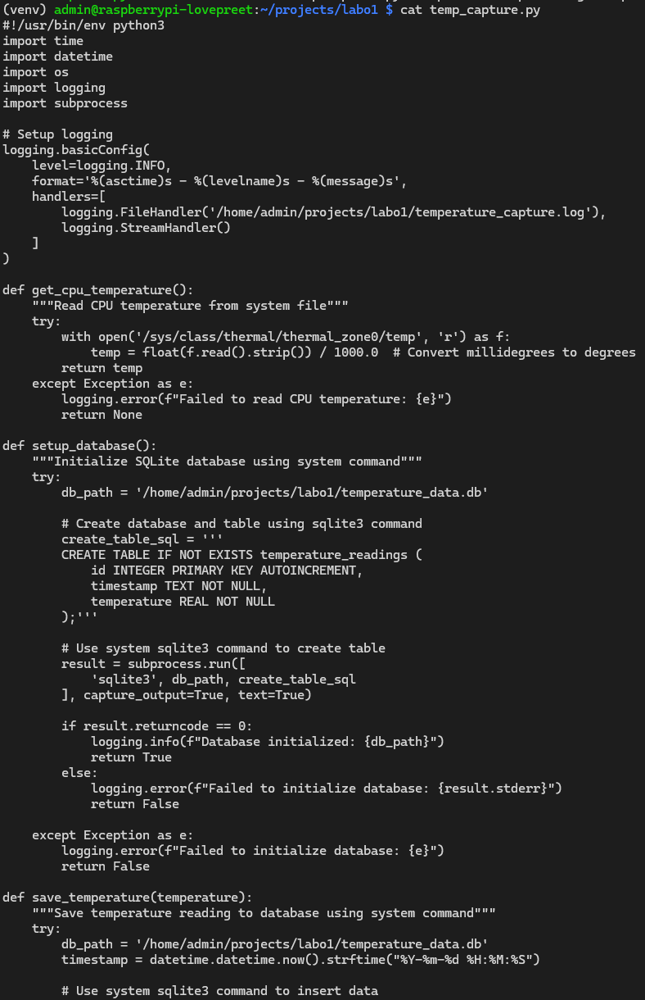 (venv) admin@raspberrypi-lovepreet:~/projects/labo1 $ cat temp_capture.py
#!/usr/bin/env python3
import time
import datetime
import os
import logging
import subprocess

# Setup logging
logging.basicConfig(
    level=logging.INFO,
    format='%(asctime)s - %(levelname)s - %(message)s',
    handlers=[
        logging.FileHandler('/home/admin/projects/labo1/temperature_capture.log'),
        logging.StreamHandler()
    ]
)

def get_cpu_temperature():
    """Read CPU temperature from system file"""
    try:
        with open('/sys/class/thermal/thermal_zone0/temp', 'r') as f:
            temp = float(f.read().strip()) / 1000.0  # Convert millidegrees to degrees
        return temp
    except Exception as e:
        logging.error(f"Failed to read CPU temperature: {e}")
        return None

def setup_database():
    """Initialize SQLite database using system command"""
    try:
        db_path = '/home/admin/projects/labo1/temperature_data.db'

        # Create database and table using sqlite3 command
        create_table_sql = '''
        CREATE TABLE IF NOT EXISTS temperature_readings (
            id INTEGER PRIMARY KEY AUTOINCREMENT,
            timestamp TEXT NOT NULL,
            temperature REAL NOT NULL
        );'''

        # Use system sqlite3 command to create table
        result = subprocess.run([
            'sqlite3', db_path, create_table_sql
        ], capture_output=True, text=True)

        if result.returncode == 0:
            logging.info(f"Database initialized: {db_path}")
            return True
        else:
            logging.error(f"Failed to initialize database: {result.stderr}")
            return False

    except Exception as e:
        logging.error(f"Failed to initialize database: {e}")
        return False

def save_temperature(temperature):
    """Save temperature reading to database using system command"""
    try:
        db_path = '/home/admin/projects/labo1/temperature_data.db'
        timestamp = datetime.datetime.now().strftime("%Y-%m-%d %H:%M:%S")

        # Use system sqlite3 command to insert data